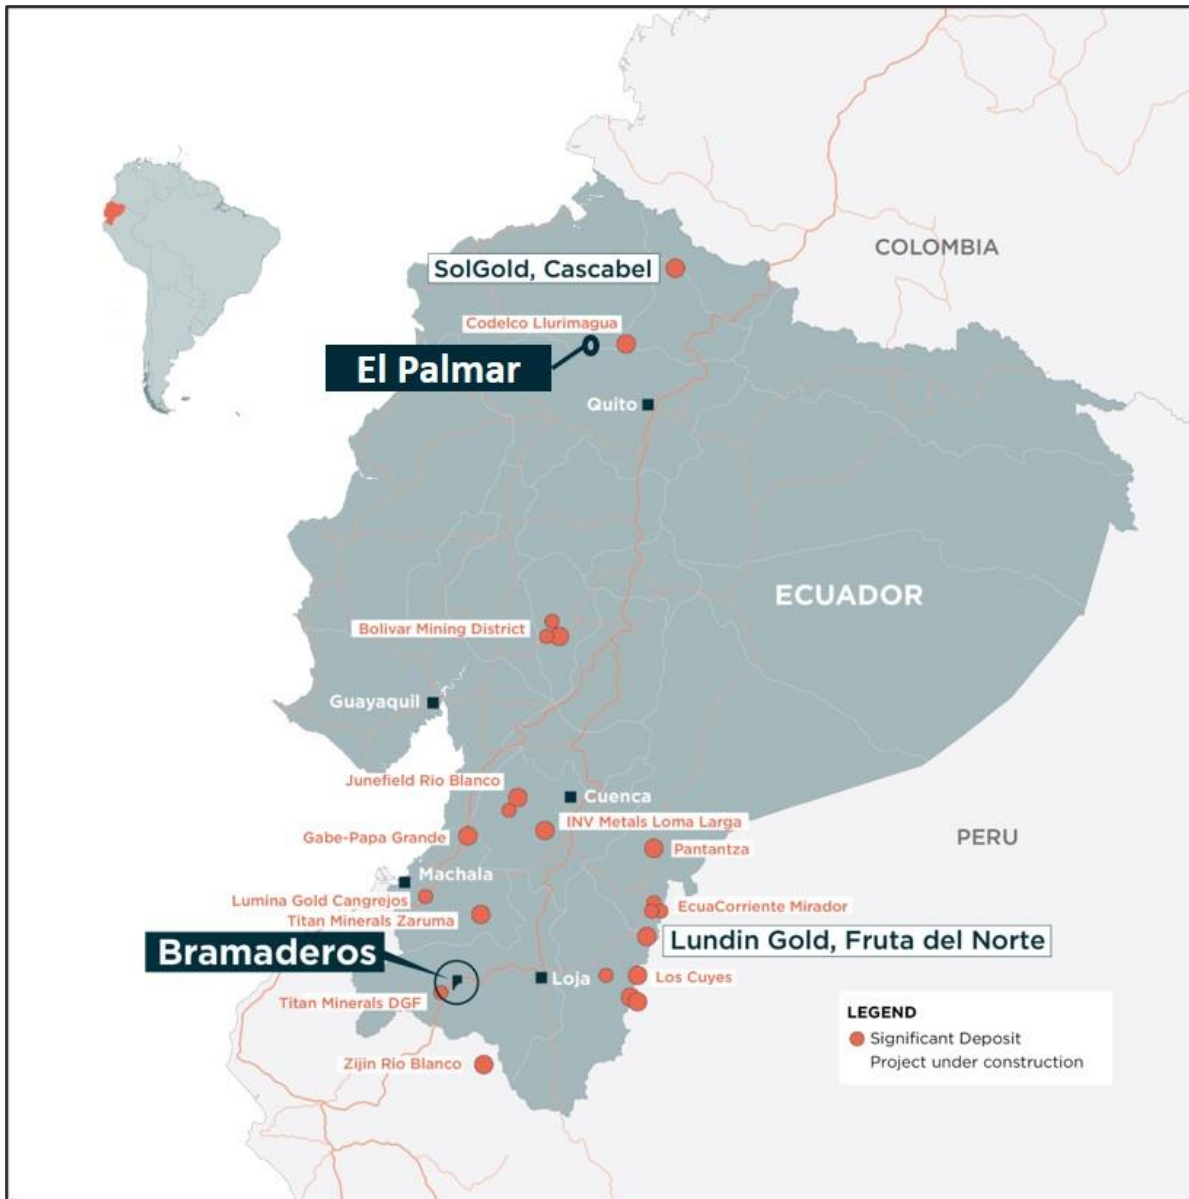 COLOMBIA
SolGold, Cascabel
Codelco Llurimagua
El Palmar
Quito
ECUADOR
Bolivar Mining District
Guayaquil
Junefield Rio Blanco
Cuenca
INV Metals Loma Larga
Gabe-Papa Grande
PERU
Pantantza
Machala
Lumina Gold Cangrejos
EcuaCorriente Mirador
Titan Minerals Zaruma
Lundin Gold, Fruta del Norte
Bramaderos
Loja
Los Cuyes
Titan Minerals DGF
LEGEND
Significant Deposit
Project under construction
Zijin Rio Blanco